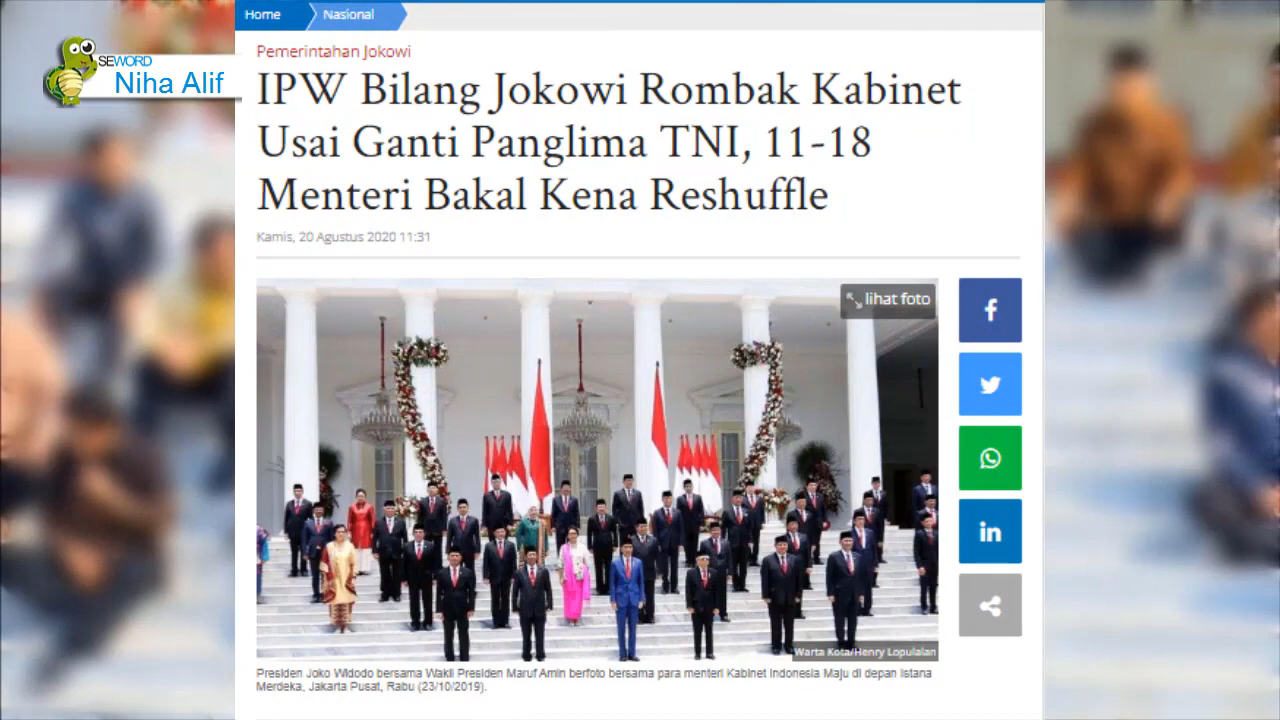 Home
Nasional
SEWORD
Niha Alif
Pemerintahan Jokowi
IPW Bilang Jokowi Rombak Kabinet
Usai Ganti Panglima TNI, 11-18
Menteri Bakal Kena Reshuffle
Kamis, 20 Agustus 2020 11:31
lihat foto
f
in
Warta Kota/Henry Lopulalan
Presiden Joko Widodo bersama Wakil Presiden Maruf Amin berfoto bersama para menteri Kabinet Indonesia Maju di depan Istana
Merdeka, Jakarta Pusat, Rabu (23/10/2019).